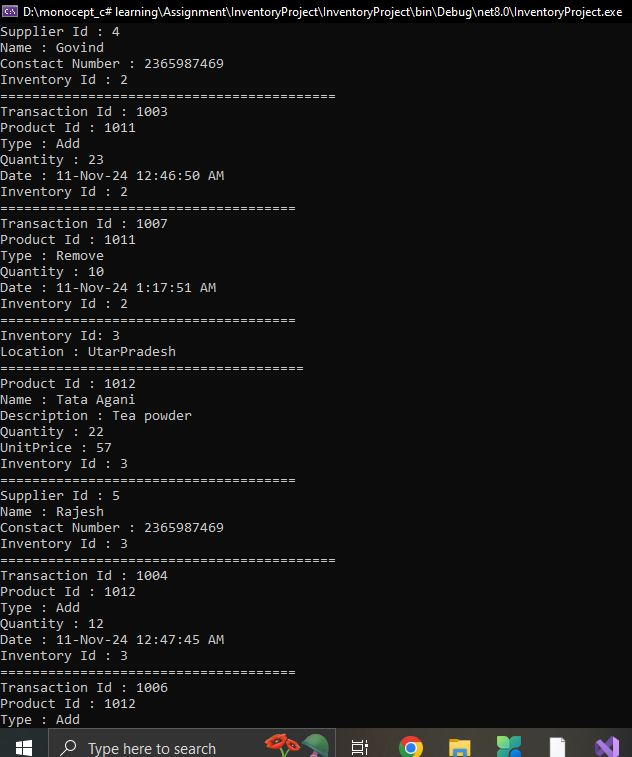 D:\monocept_c# learning\Assignment\InventoryProject\InventoryProject\bin\Debug\net8.0\InventoryProject.exe
Supplier Id : 4
Name : Govind
Constact Number : 2365987469
Inventory Id : 2
==========================================
Transaction Id : 1003
Product Id : 1011
Type : Add
Quantity : 23
Date : 11-Nov-24 12:46:50 AM
Inventory Id : 2
=====================================
Transaction Id : 1007
Product Id : 1011
Type : Remove
Quantity : 10
Date : 11-Nov-24 1:17:51 AM
Inventory Id : 2
=====================================
Inventory Id: 3
Location : UtarPradesh
======================================
Product Id : 1012
Name : Tata Agani
Description : Tea powder
Quantity : 22
UnitPrice : 57
Inventory Id : 3
=====================================
Supplier Id : 5
Name : Rajesh
Constact Number : 2365987469
Inventory Id : 3
==========================================
Transaction Id : 1004
Product Id : 1012
Type : Add
Quantity : 12
Date : 11-Nov-24 12:47:45 AM
Inventory Id : 3
=====================================
Transaction Id : 1006
Product Id : 1012
Type : Add
Type here to search